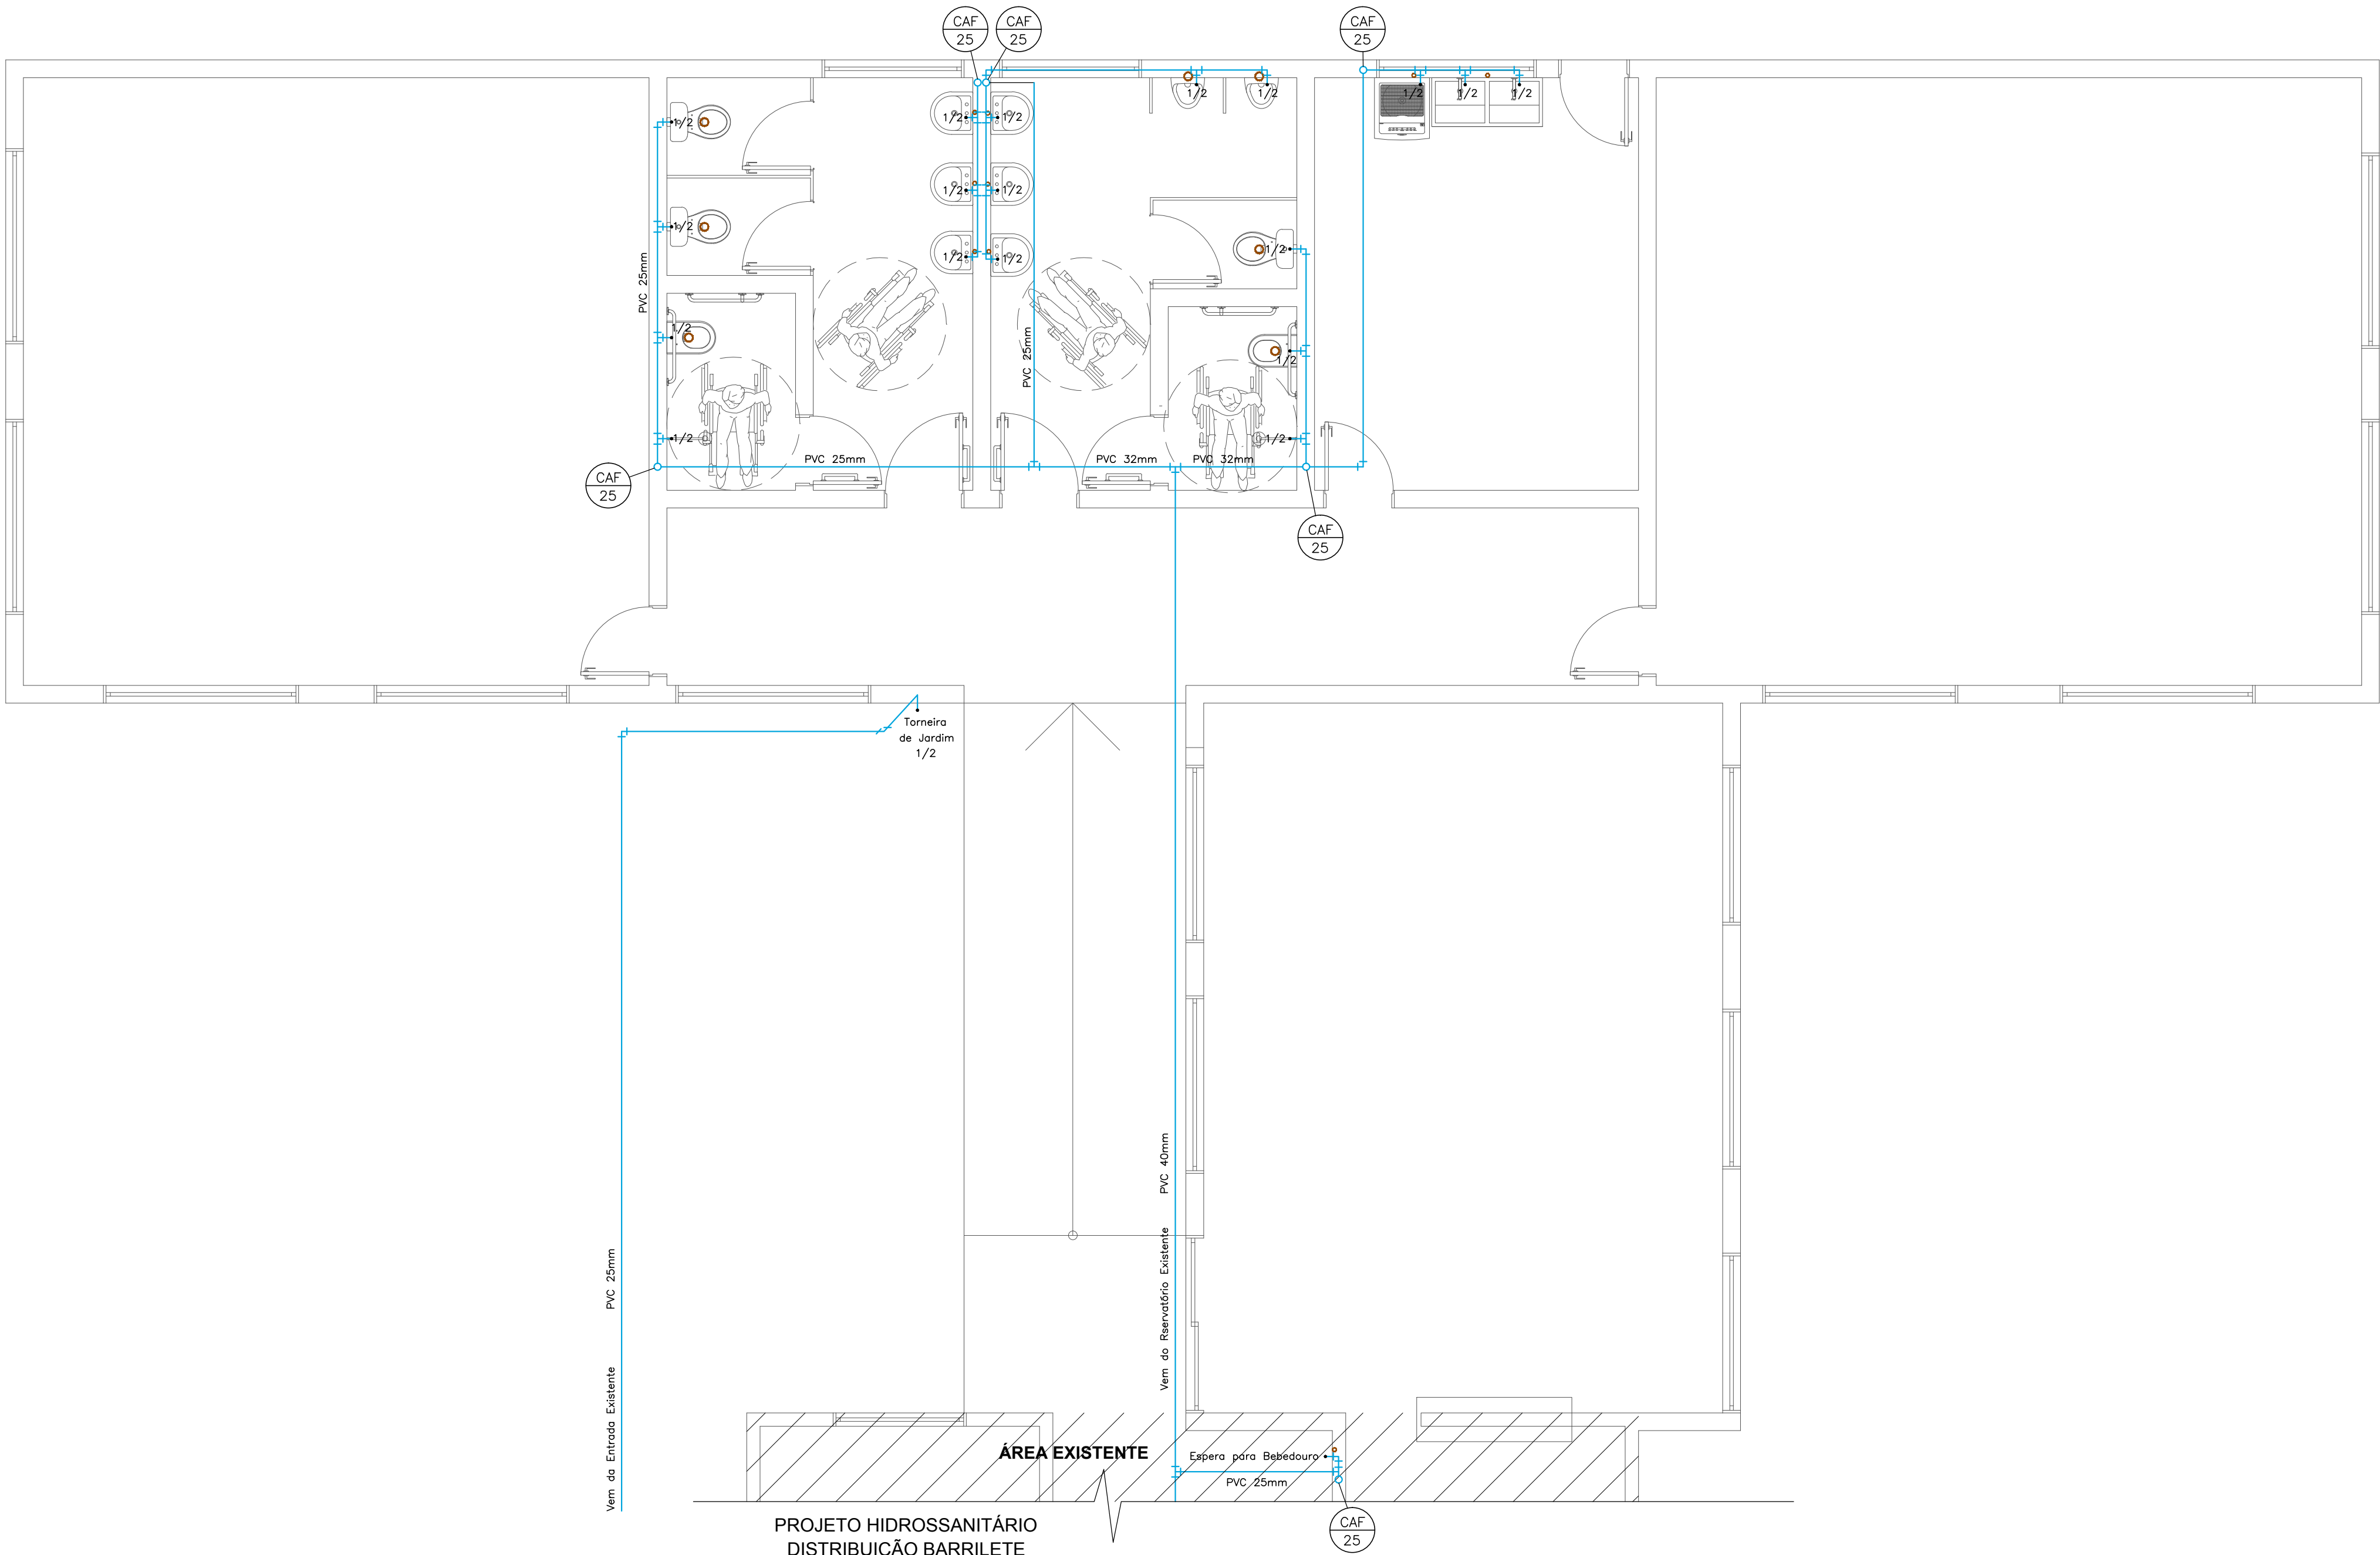 CAF
25
CAF
25
CAF
25
1/2
1/2
1/2
1/2
1/2
1/2
1/2
1/2
1/2
1/2
1/2
1/2
1/2
1/2
PVC 25mm
1/2
1/2
PVC 25mm
1/2
1/2
1/2
PVC 25mm
PVC 32mm
PVC 32mm
CAF
25
CAF
25
Torneira
de Jardim
1/2
PVC 40mm
Vem do Rservatório Existente
PVC 25mm
Vem da Entrada Existente
ÁREA EXISTENTE
Espera para Bebedouro
PVC 25mm
CAF
25
PROJETO HIDROSSANITÁRIO
DISTRIBUIÇÃO BARRILETE